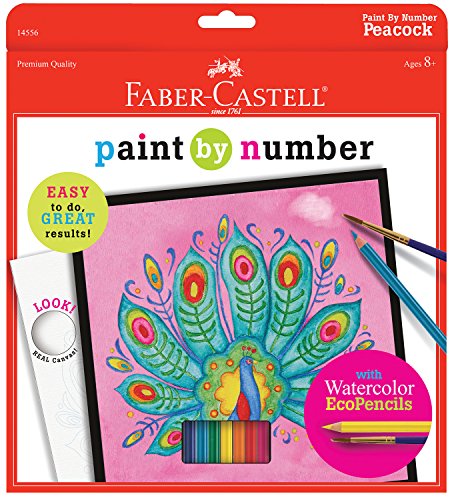 14556
Paint By Number
Peacock
Premium Quality
Ages 8+
FABER-CASTELL®
since 1761
paint by number
EASY
to do,
GREAT
results!
LOOK!
REAL Canvas!
with
Watercolor
EcoPencils